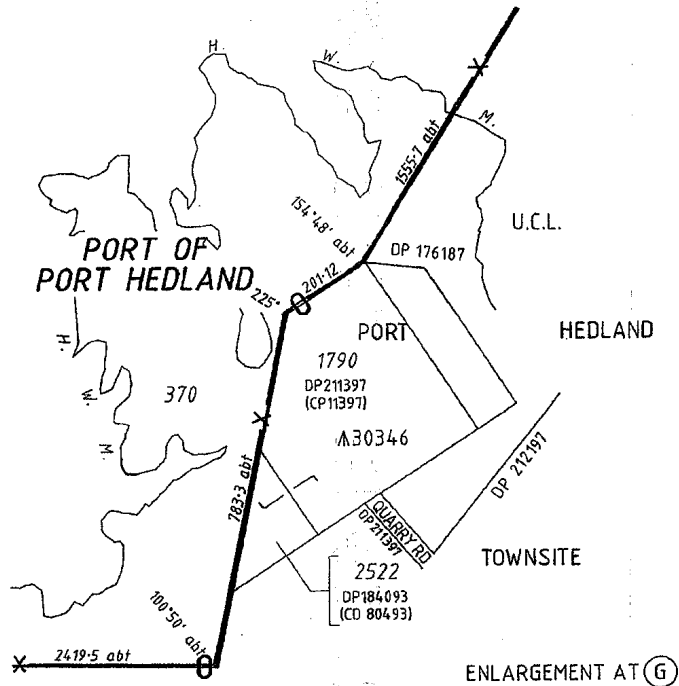 H.
W.
M.
1555·7 abt
U.C.L.
154°48' abt
DP 176187
PORT OF
PORT HEDLAND
201·12
225°
PORT
HEDLAND
H.
W.
M.
370
1790
DP211397
(CP11397)
30346
783·3 abt
DP 212197
QUARRY RD
DP211397
TOWNSITE
2522
DP184093
(CD 80493)
100°50' abt
2419·5 abt
ENLARGEMENT AT G